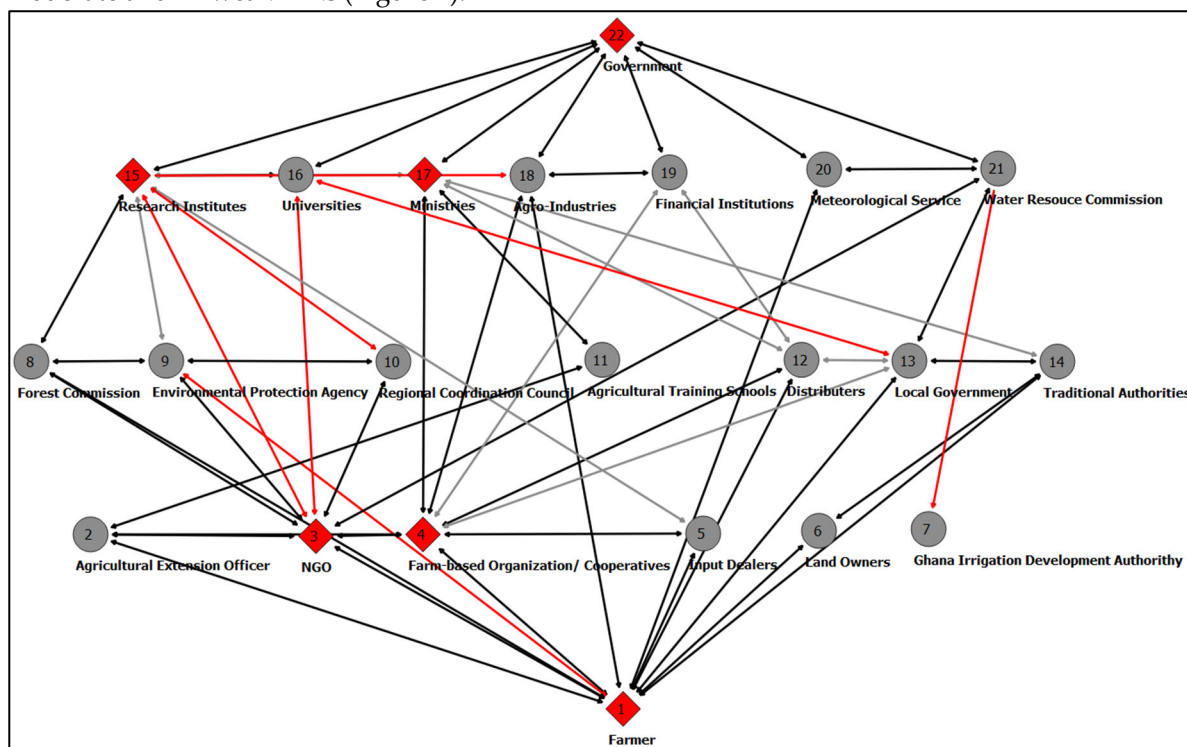 22
Government
15 16 17 18 19 20 21
Research Institutes Universities Ministries Agro-Industries Financial Institutions Meteorological Service Water Resouce Commission
8 9 10 11 12 13 14
Forest Commission Environmental Protection Agency Regional Coordination Council Agricultural Training Schools Distributers Local Government Traditional Authorities
2 3 4 5 6 7
Agricultural Extension Officer NGO Farm-based Organization/ Cooperatives Input Dealers Land Owners Ghana Irrigation Development Authorithy
1
Farmer